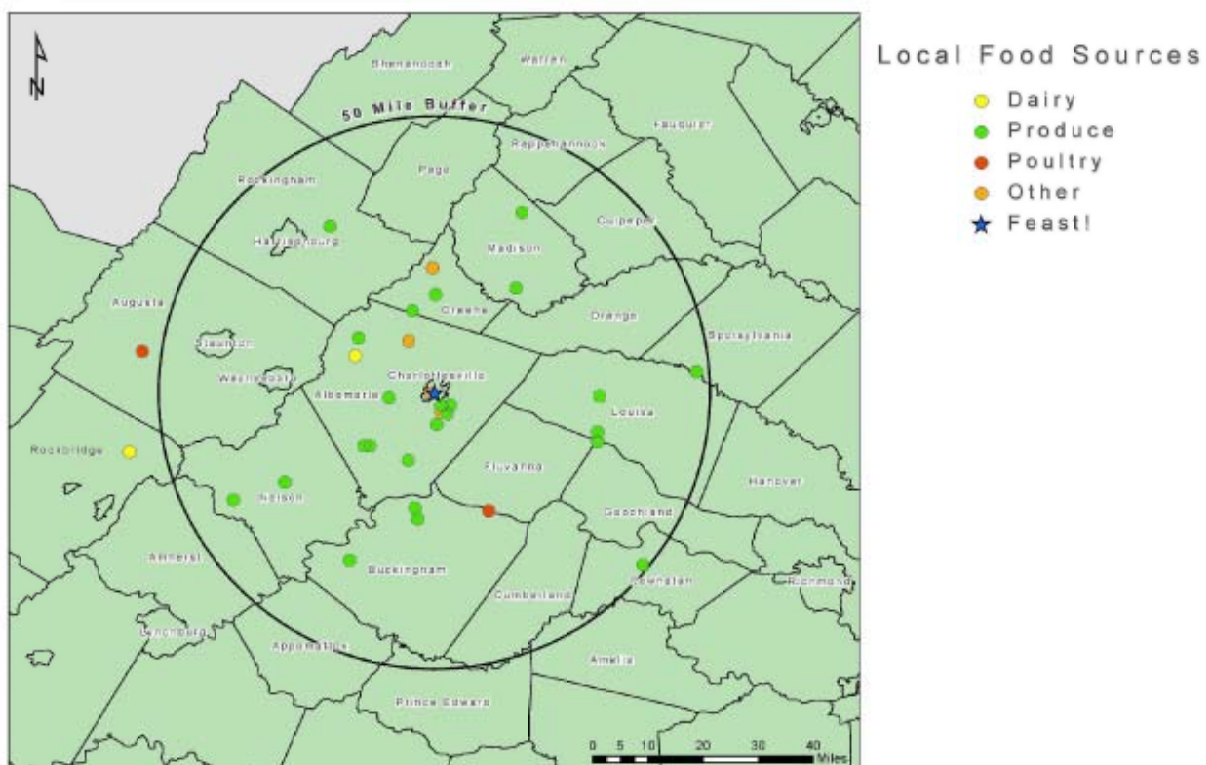 Local Food Sources
Dairy
Produce
Poultry
Other
Feast!
N
Shenandoah
Warren
50 Mile Buffer
Fauquier
Rappahannock
Page
Rockingham
Culpeper
Harrisonburg
Madison
Augusta
Greene
Orange
Spotsylvania
Staunton
Waynesboro
Charlottesville
Albemarle
Louisa
Rockbridge
Fluvanna
Hanover
Nelson
Goochland
Amherst
Buckingham
Powhatan
Richmond
Cumberland
Lynchburg
Appomattox
Amelia
Prince Edward
0 5 10 20 30 40
Miles